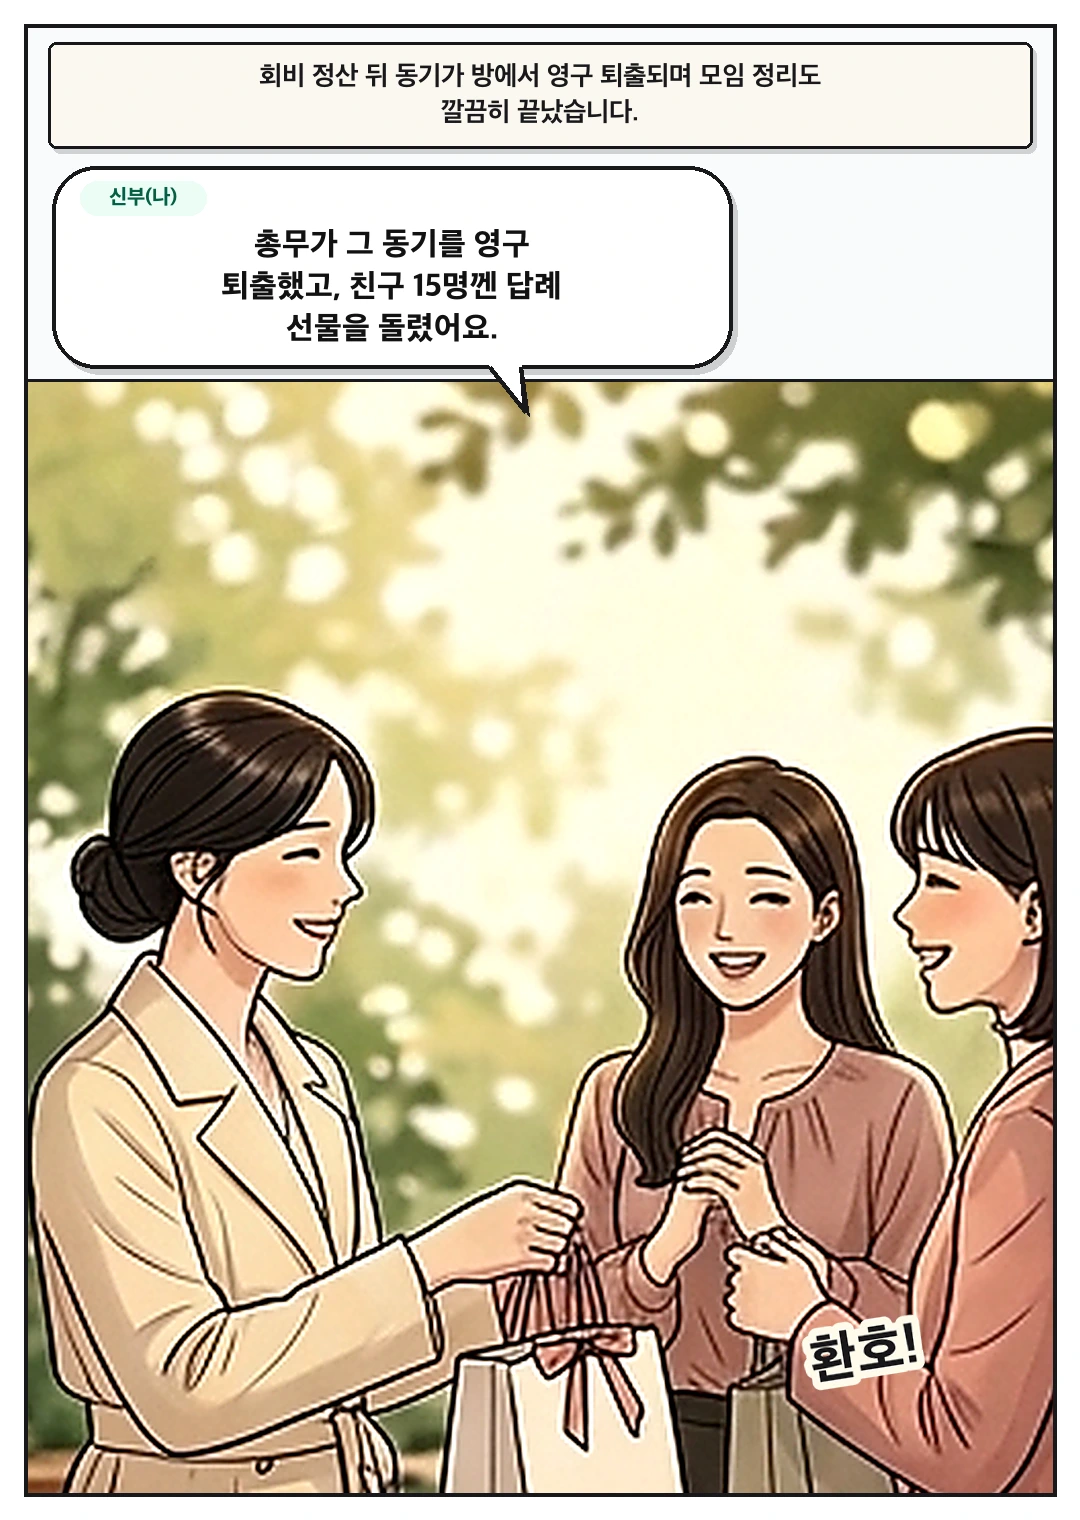 회비 정산 뒤 동기가 방에서 영구 퇴출되며 모임 정리도
깔끔히 끝났습니다.
신부(나)
총무가 그 동기를 영구
퇴출했고, 친구 15명껜 답례
선물을 돌렸어요.
환호!